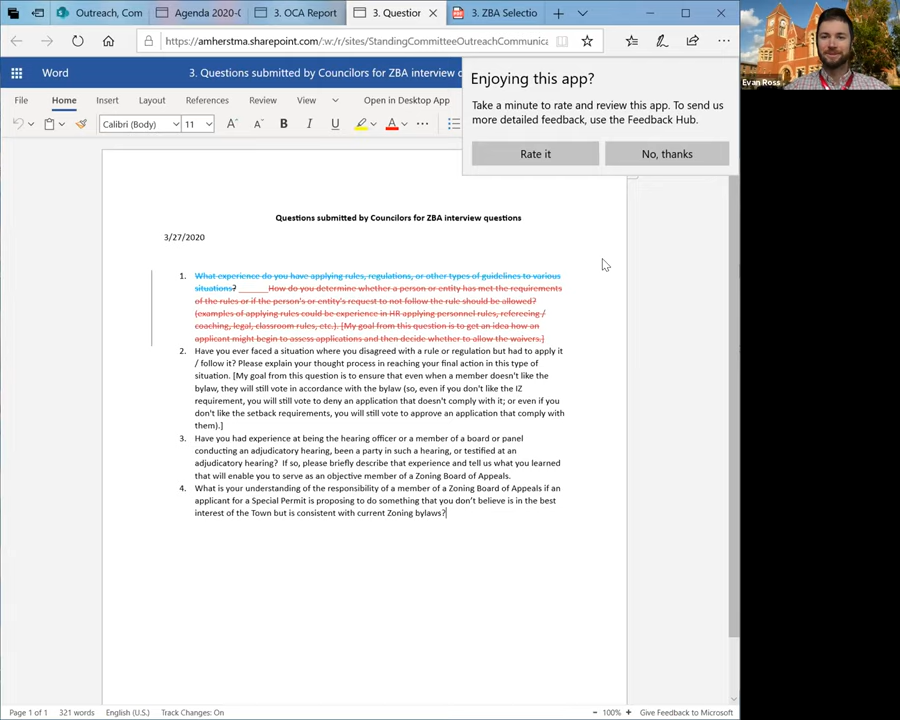 Outreach, Com
Agenda 2020-0
3. OCA Report
3. Question
3. ZBA Selectio
Evan Ross
https://amherstma.sharepoint.com/:w:/r/sites/StandingCommitteeOutreachCommunica
Word
3. Questions submitted by Councilors for ZBA interview
Enjoying this app?
Take a minute to rate and review this app. To send us
more detailed feedback, use the Feedback Hub.
Rate it
No, thanks
File
Home
Insert
Layout
References
Review
View
Open in Desktop App
Calibri (Body)
11
B
I
U
A
Questions submitted by Councilors for ZBA interview questions
3/27/2020
1. What experience do you have applying rules, regulations, or other types of guidelines to various
situations? ______How do you determine whether a person or entity has met the requirements
of the rules or if the person's or entity's request to not follow the rule should be allowed?
(examples of applying rules could be experience in HR applying personnel rules, refereeing /
coaching, legal, classroom rules, etc.). [My goal from this question is to get an idea how an
applicant might begin to assess applications and then decide whether to allow the waivers.]
2. Have you ever faced a situation where you disagreed with a rule or regulation but had to apply it
/ follow it? Please explain your thought process in reaching your final action in this type of
situation. [My goal from this question is to ensure that even when a member doesn't like the
bylaw, they will still vote in accordance with the bylaw (so, even if you don't like the IZ
requirement, you will still vote to deny an application that doesn't comply with it; or even if you
don't like the setback requirements, you will still vote to approve an application that comply with
them).]
3. Have you had experience at being the hearing officer or a member of a board or panel
conducting an adjudicatory hearing, been a party in such a hearing, or testified at an
adjudicatory hearing? If so, please briefly describe that experience and tell us what you learned
that will enable you to serve as an objective member of a Zoning Board of Appeals.
4. What is your understanding of the responsibility of a member of a Zoning Board of Appeals if an
applicant for a Special Permit is proposing to do something that you don't believe is in the best
interest of the Town but is consistent with current Zoning bylaws?
Page 1 of 1
321 words
English (U.S.)
Track Changes: On
100%
Give Feedback to Microsoft